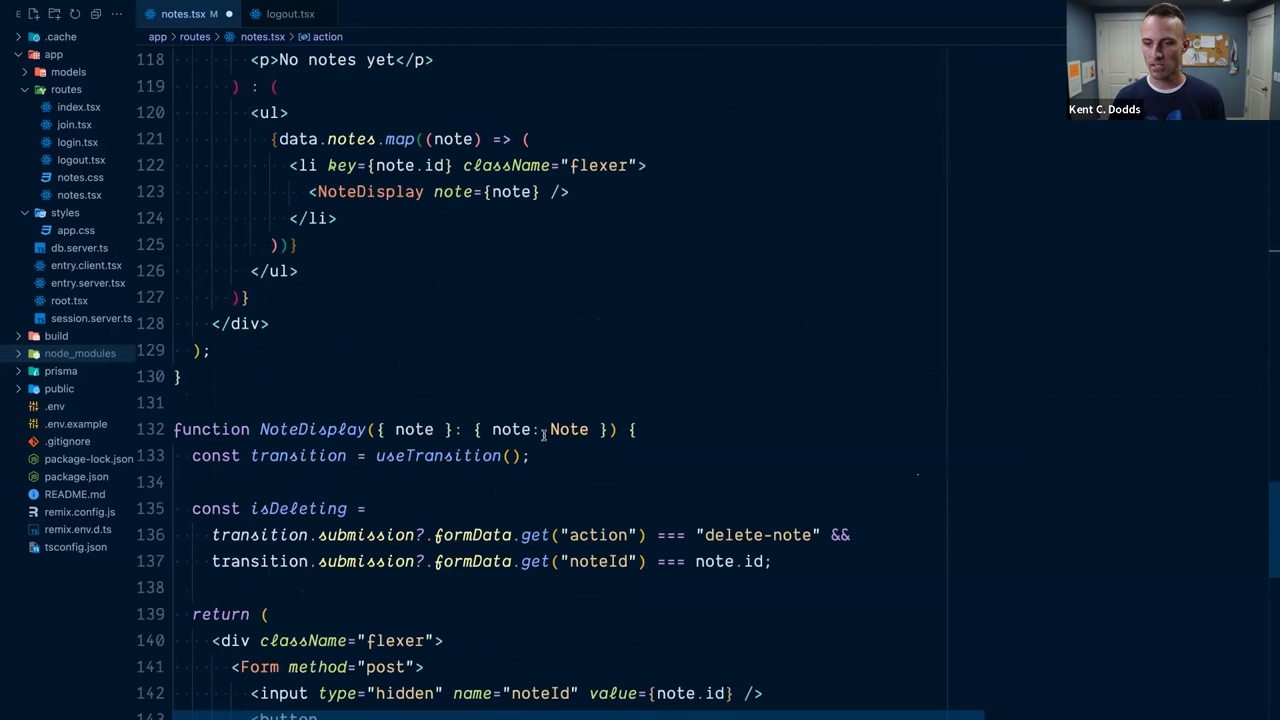 E
notes.tsx M
logout.tsx
app > routes > notes.tsx > action
.cache
app
models
routes
index.tsx
join.tsx
login.tsx
logout.tsx
notes.css
notes.tsx
styles
app.css
db.server.ts
entry.client.tsx
entry.server.tsx
root.tsx
session.server.ts
build
node_modules
prisma
public
.env
.env.example
.gitignore
package-lock.json
package.json
README.md
remix.config.js
remix.env.d.ts
tsconfig.json
118 <p>No notes yet</p>
119 ) : (
120 <ul>
121 {data.notes.map((note) => (
122 <li key={note.id} className="flexer">
123 <NoteDisplay note={note} />
124 </li>
125 ))}
126 </ul>
127 )}
128 </div>
129 );
130 }
131
132 function NoteDisplay({ note }: { note: Note }) {
133 const transition = useTransition();
134
135 const isDeleting =
136 transition.submission?.formData.get("action") === "delete-note" &&
137 transition.submission?.formData.get("noteId") === note.id;
138
139 return (
140 <div className="flexer">
141 <Form method="post">
142 <input type="hidden" name="noteId" value={note.id} />
143 <button
Kent C. Dodds